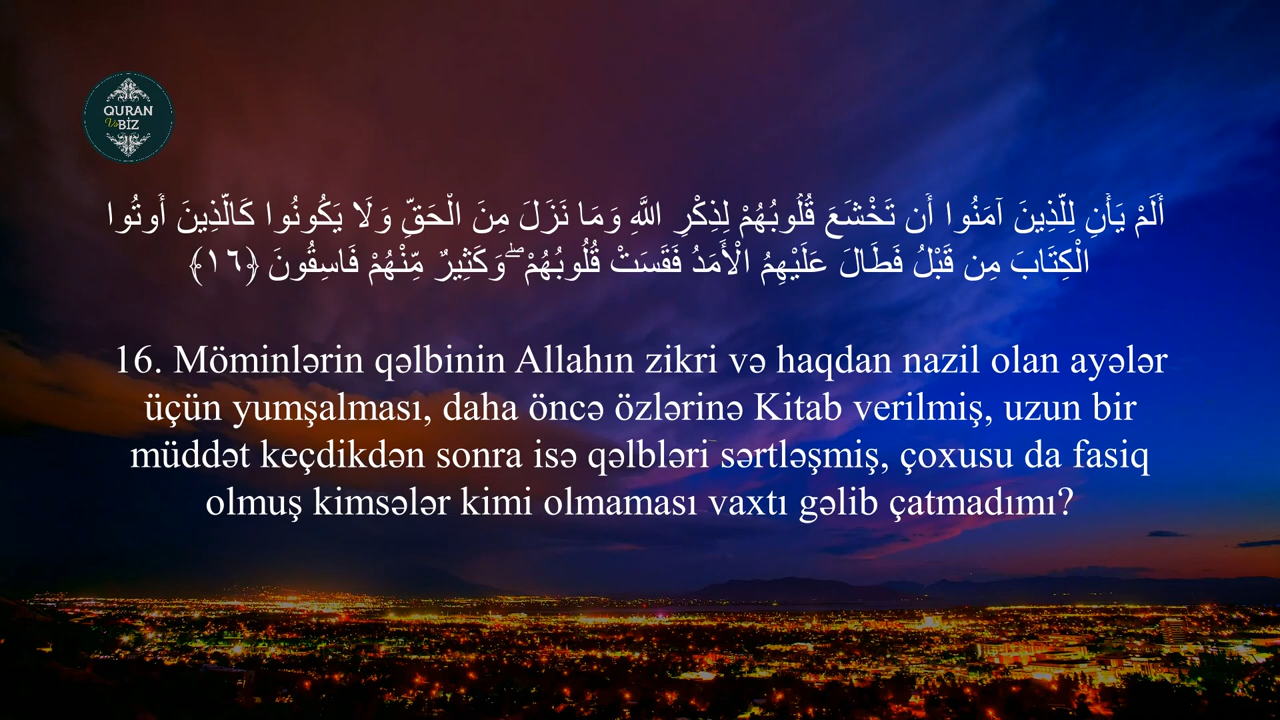 QURAN
Və BİZ
أَلَمْ يَأْنِ لِلَّذِينَ آمَنُوا أَن تَخْشَعَ قُلُوبُهُمْ لِذِكْرِ اللَّهِ وَمَا نَزَلَ مِنَ الْحَقِّ وَلَا يَكُونُوا كَالَّذِينَ أُوتُوا
الْكِتَابَ مِن قَبْلُ فَطَالَ عَلَيْهِمُ الْأَمَدُ فَقَسَتْ قُلُوبُهُمْ ۖ وَكَثِيرٌ مِّنْهُمْ فَاسِقُونَ ﴿١٦﴾
16. Möminlərin qəlbinin Allahın zikri və haqdan nazil olan ayələr
üçün yumşalması, daha öncə özlərinə Kitab verilmiş, uzun bir
müddət keçdikdən sonra isə qəlbləri sərtləşmiş, çoxusu da fasiq
olmuş kimsələr kimi olmaması vaxtı gəlib çatmadımı?